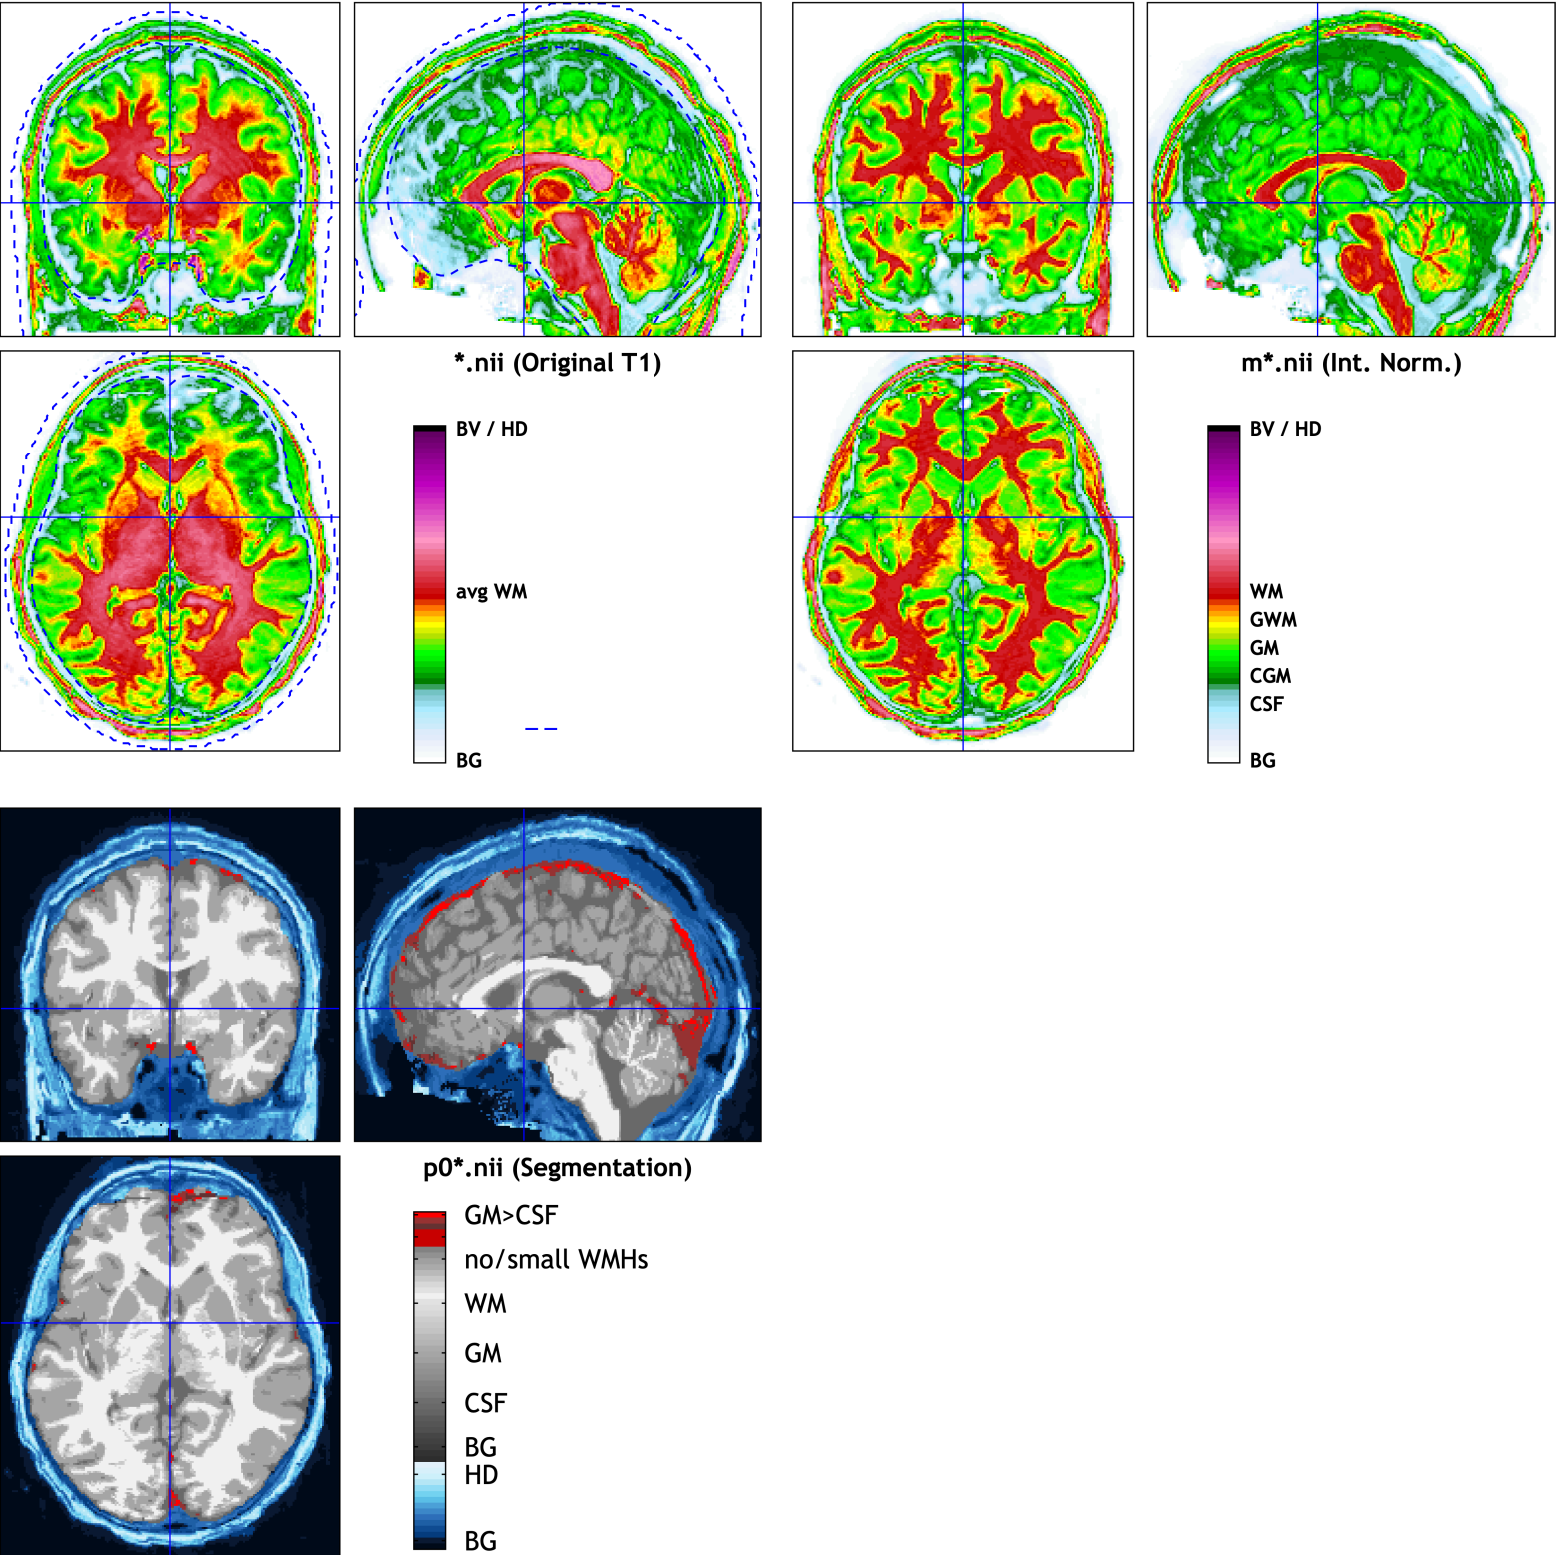 *.nii (Original T1)
BV / HD
avg WM
BG
m*.nii (Int. Norm.)
BV / HD
WM
GWM
GM
CGM
CSF
BG
p0*.nii (Segmentation)
GM>CSF
no/small WMHs
WM
GM
CSF
BG
HD
BG